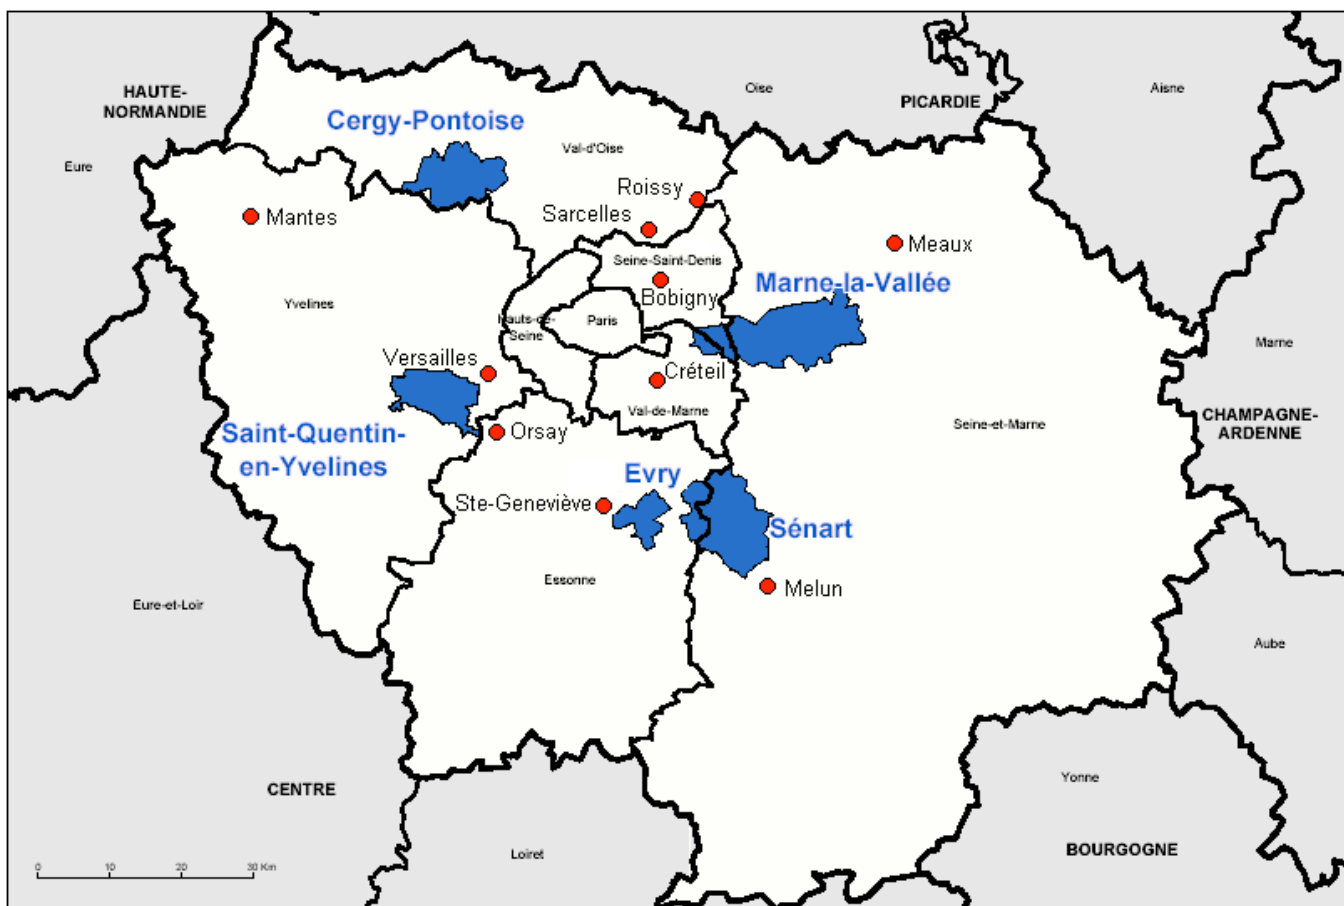 Oise
Aisne
HAUTE-
NORMANDIE
PICARDIE
Cergy-Pontoise
Val-d'Oise
Eure
Roissy
Sarcelles
Mantes
Meaux
Seine-Saint-Denis
Marne-la-Vallée
Bobigny
Yvelines
Hauts-de-
Seine
Paris
Marne
Versailles
Créteil
Val-de-Marne
CHAMPAGNE-
ARDENNE
Seine-et-Marne
Saint-Quentin-
en-Yvelines
Orsay
Evry
Ste-Geneviève
Sénart
Essonne
Melun
Eure-et-Loir
Aube
CENTRE
Yonne
BOURGOGNE
Loiret
0 10 20 30 Km